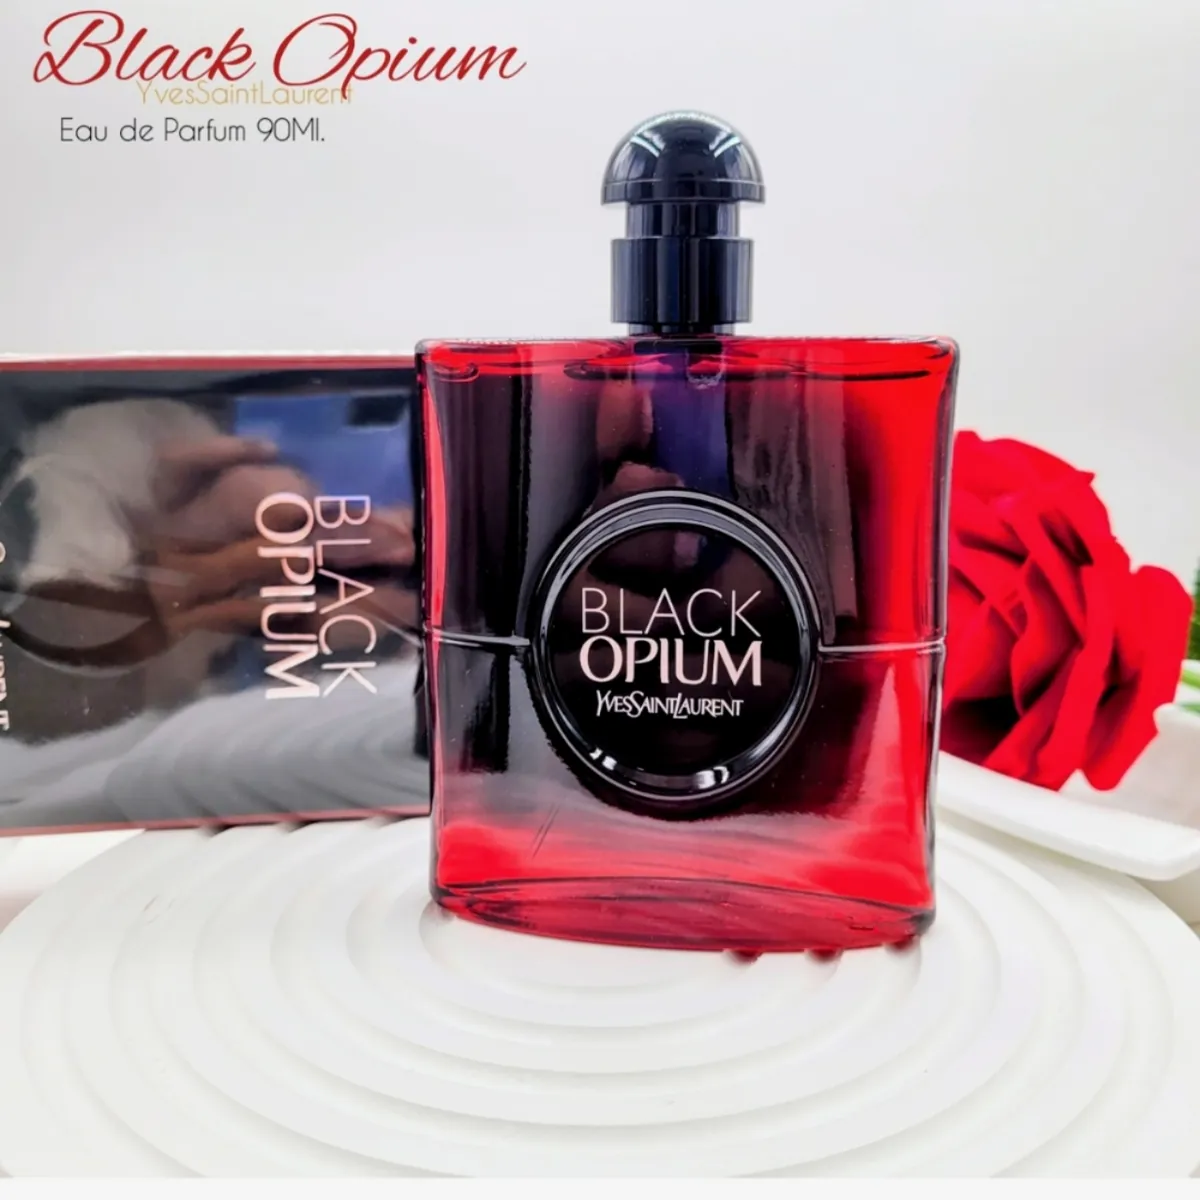 Black Opium
YvesSaintLaurent
Eau de Parfum 90Ml.
BLACK
OPIUM
BLACK
OPIUM
YVESSAINTLAURENT